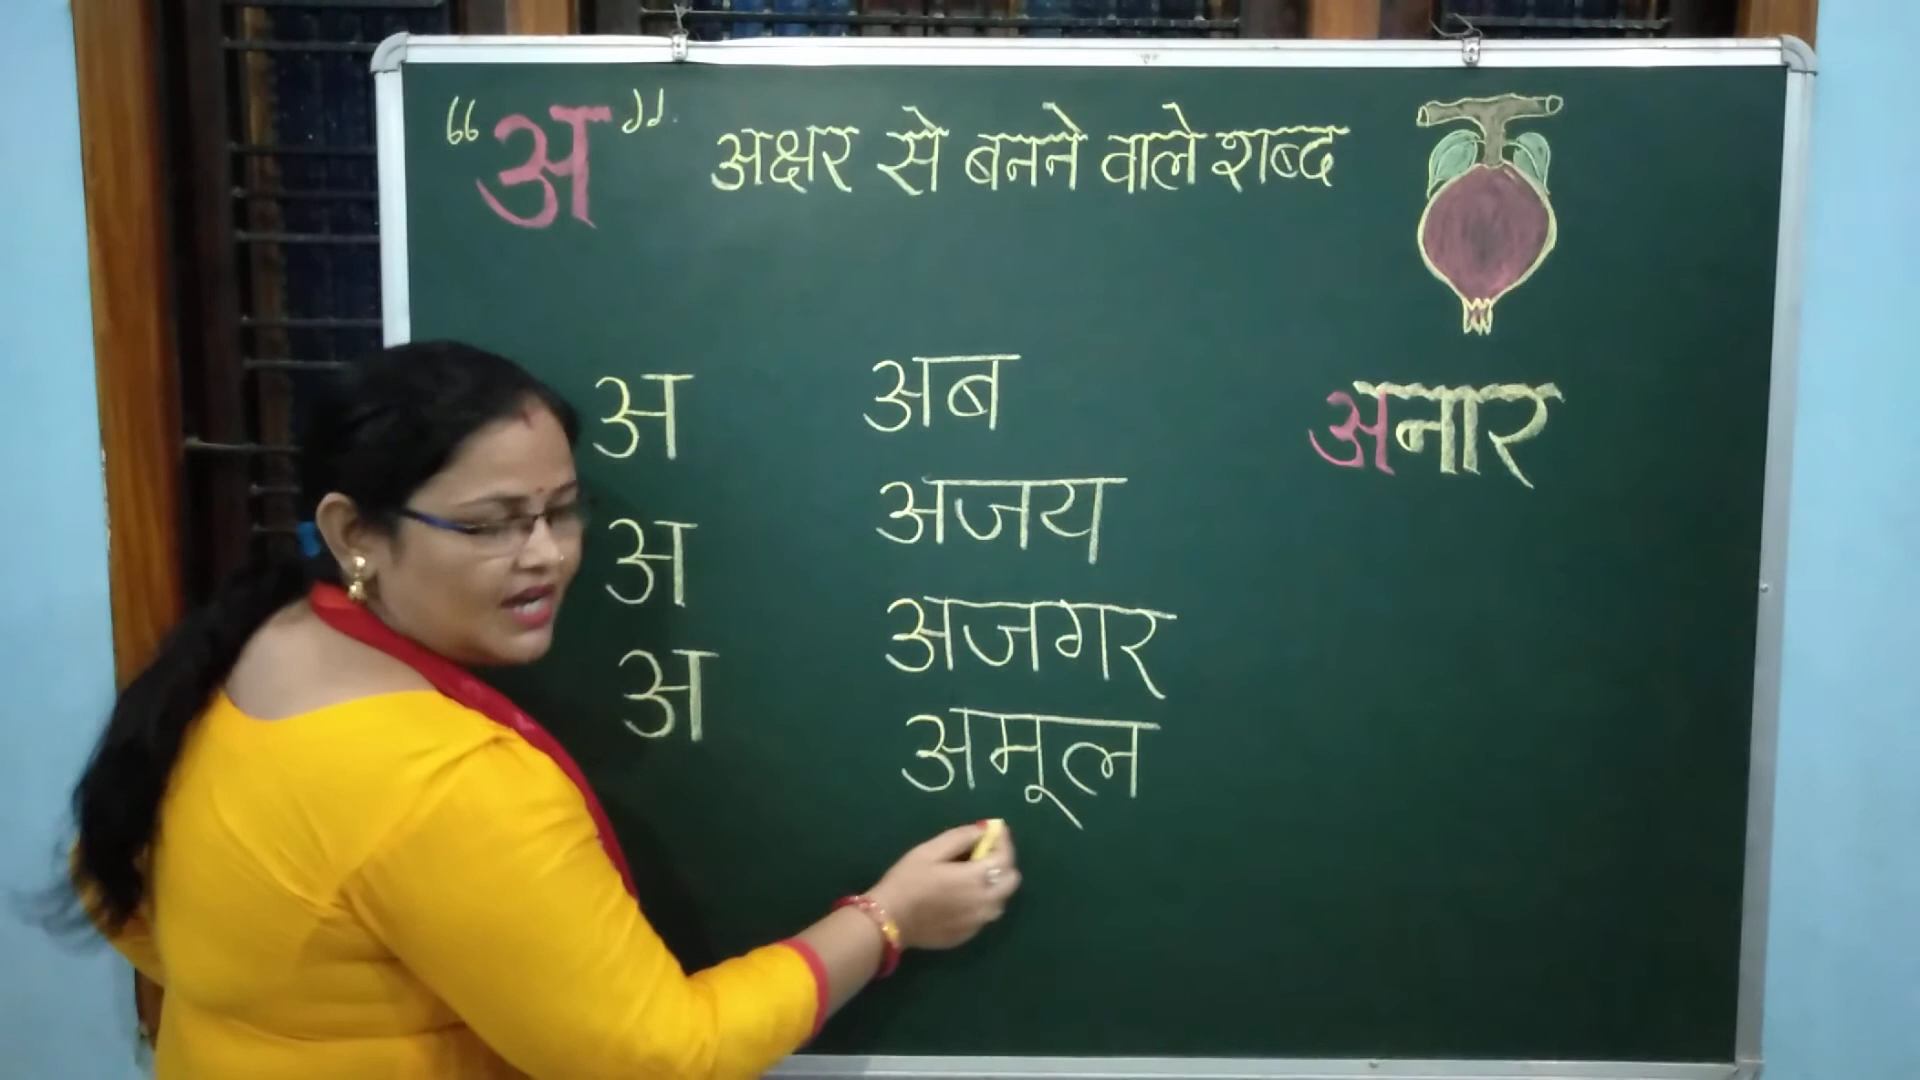 “अ” अक्षर से बनने वाले शब्द
अ
अ
अ
अब
अजय
अजगर
अमूल
अनार